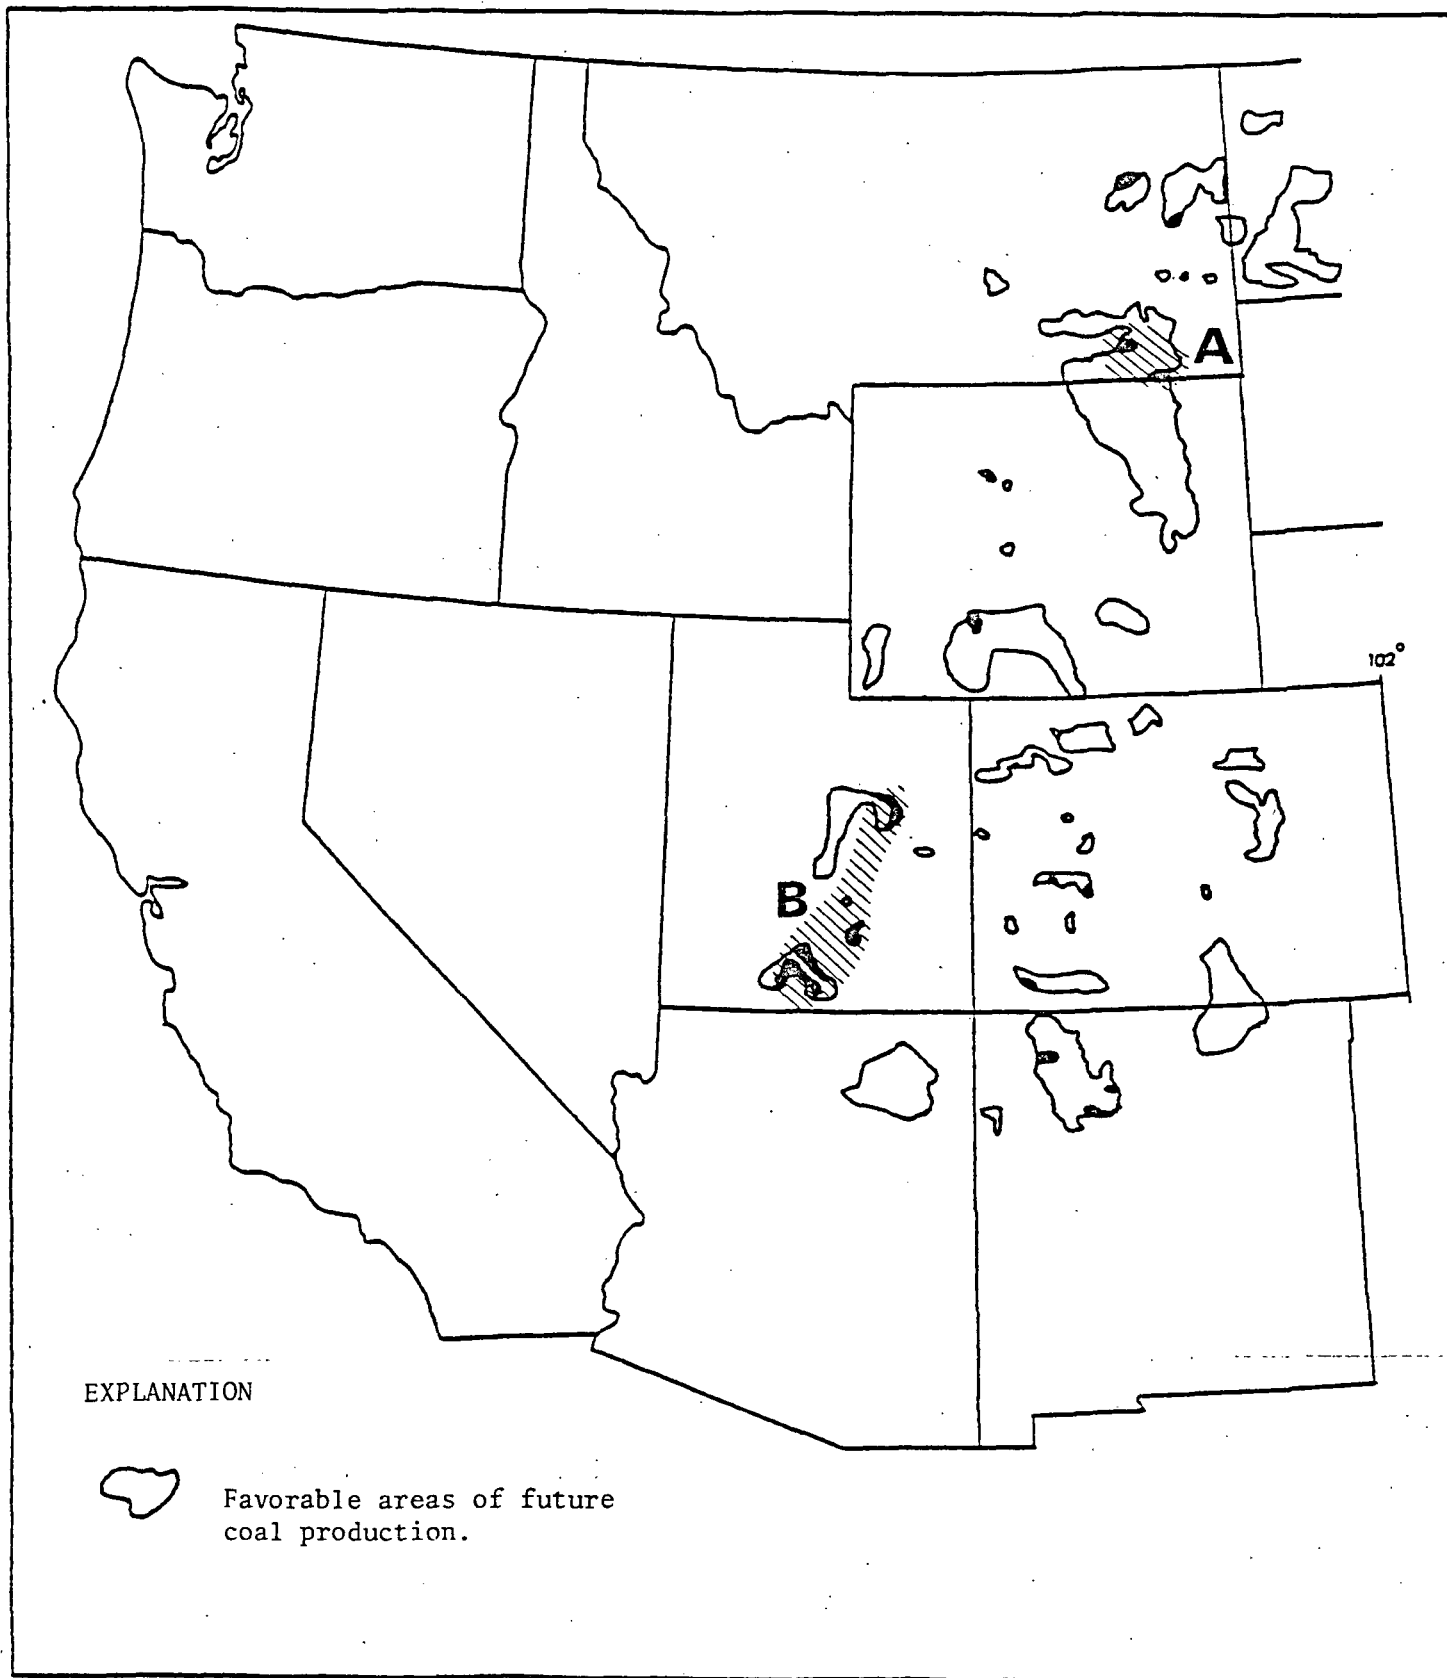 A
102°
B
EXPLANATION
Favorable areas of future
coal production.